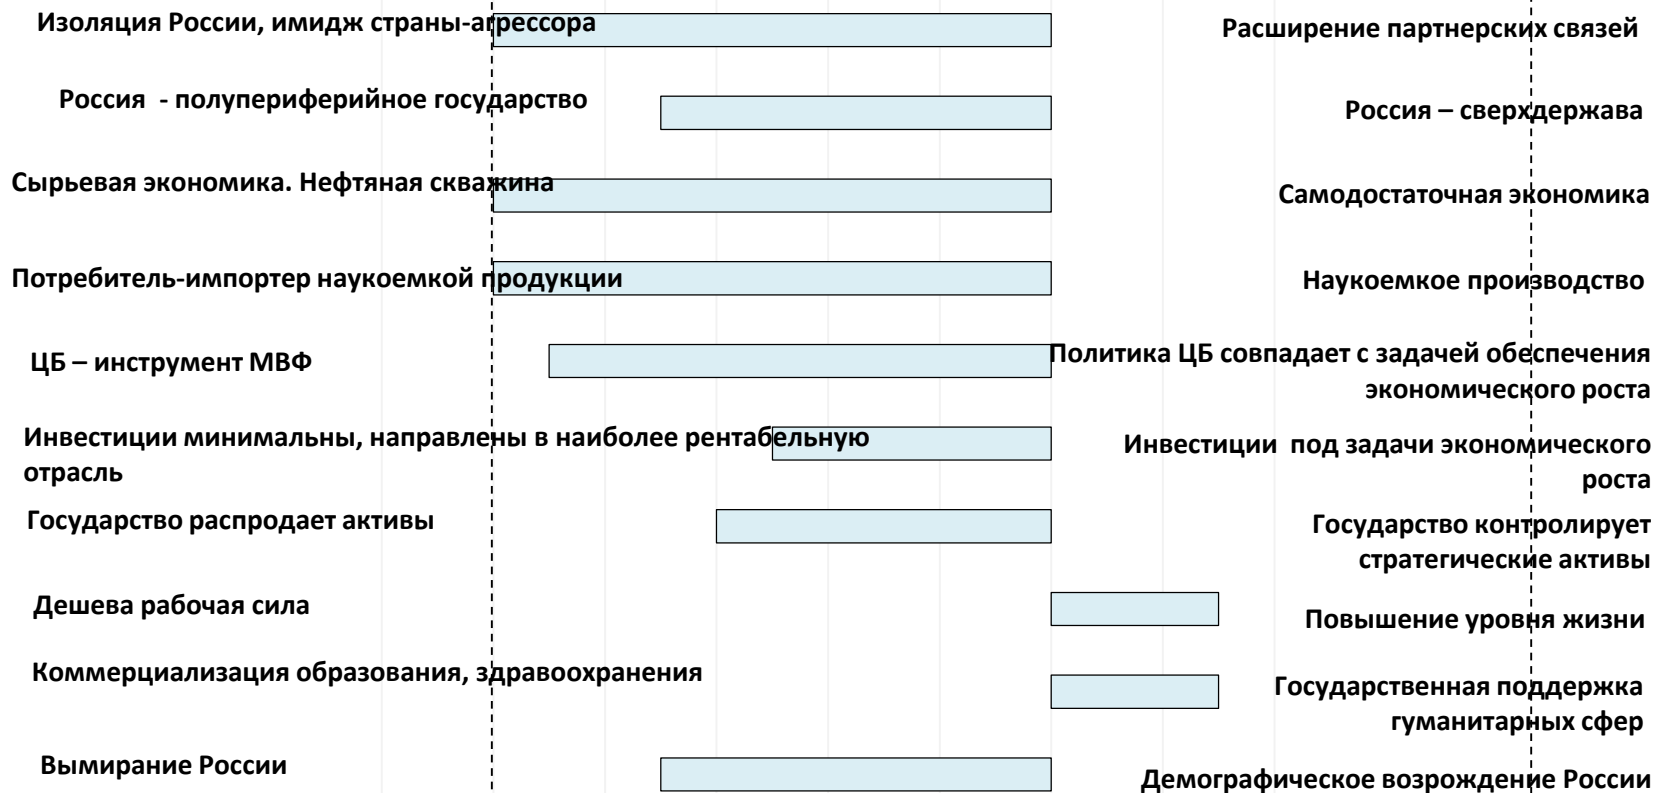 Изоляция России, имидж страны-агрессора
Расширение партнерских связей
Россия - полупериферийное государство
Россия – сверхдержава
Сырьевая экономика. Нефтяная скважина
Самодостаточная экономика
Потребитель-импортер наукоемкой продукции
Наукоемкое производство
ЦБ – инструмент МВФ
Политика ЦБ совпадает с задачей обеспечения
экономического роста
Инвестиции минимальны, направлены в наиболее рентабельную
отрасль
Инвестиции под задачи экономического
роста
Государство распродает активы
Государство контролирует
стратегические активы
Дешева рабочая сила
Повышение уровня жизни
Коммерциализация образования, здравоохранения
Государственная поддержка
гуманитарных сфер
Вымирание России
Демографическое возрождение России